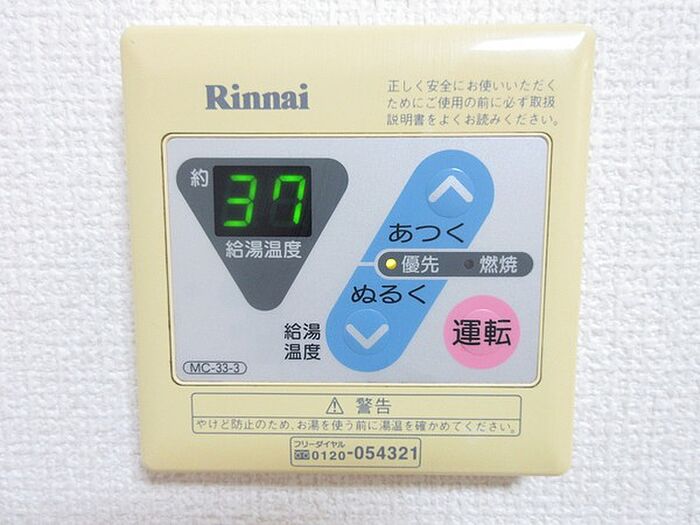 Rinnai
正しく安全にお使いいただく
ためにご使用の前に必ず取扱
説明書をよくお読みください。
約
37
給湯温度
あつく
優先
燃焼
ぬるく
給湯
温度
運転
MC-33-3
⚠ 警告
やけど防止のため、お湯を使う前に湯温を確かめてください。
フリーダイヤル
0120-054321